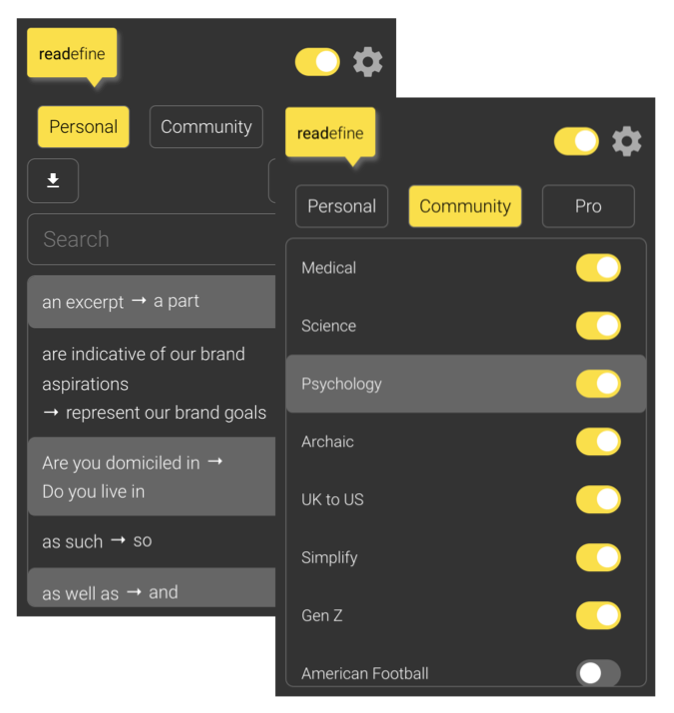 readefine
Personal
Community
Search
an excerpt → a part
are indicative of our brand
aspirations
→ represent our brand goals
Are you domiciled in →
Do you live in
as such → so
as well as → and
readefine
Personal
Community
Pro
Medical
Science
Psychology
Archaic
UK to US
Simplify
Gen Z
American Football